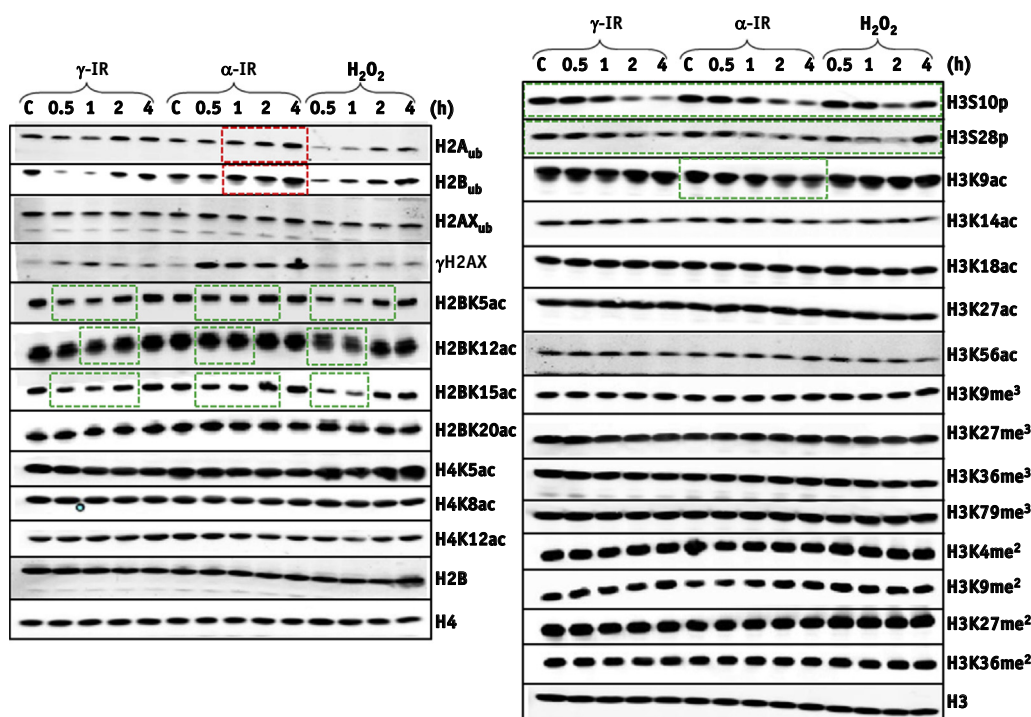 γ-IR α-IR H₂O₂
C 0.5 1 2 4 C 0.5 1 2 4 0.5 1 2 4 (h)
H2Aub
H2Bub
H2AXub
γH2AX
H2BK5ac
H2BK12ac
H2BK15ac
H2BK20ac
H4K5ac
H4K8ac
H4K12ac
H2B
H4
γ-IR α-IR H₂O₂
C 0.5 1 2 4 C 0.5 1 2 4 0.5 1 2 4 (h)
H3S10p
H3S28p
H3K9ac
H3K14ac
H3K18ac
H3K27ac
H3K56ac
H3K9me³
H3K27me³
H3K36me³
H3K79me³
H3K4me²
H3K9me²
H3K27me²
H3K36me²
H3